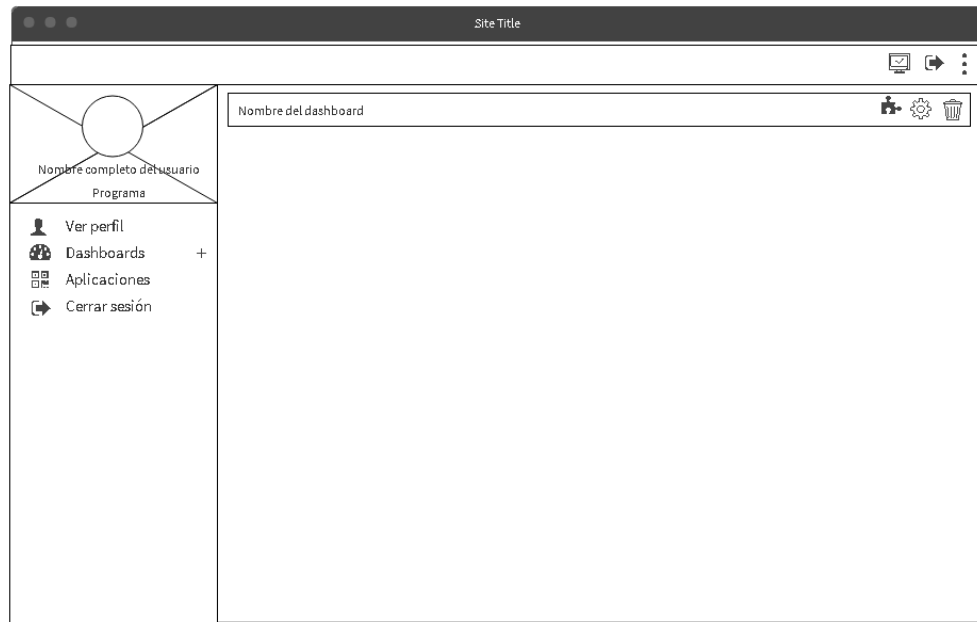 Site Title
Nombre del dashboard
Nombre completo del usuario
Programa
Ver perfil
Dashboards +
Aplicaciones
Cerrar sesión